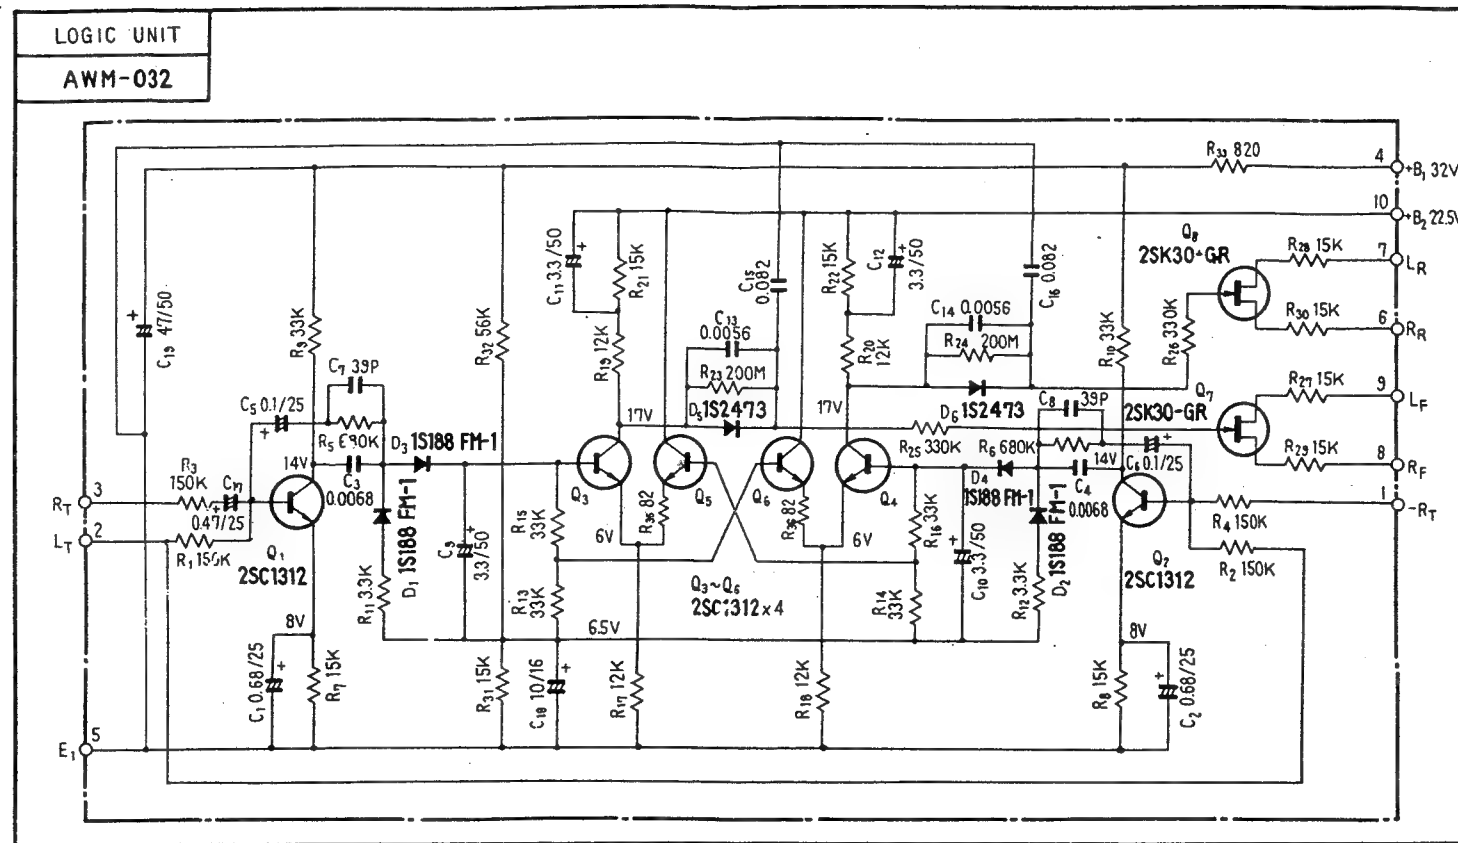 LOGIC UNIT
AWM-032
R33 820
4
+B1 32V
10
+B2 22.5V
Q8
2SK30-GR
R28 15K
7
LR
R30 15K
6
RR
R26 330K
R27 15K
9
LF
Q7
2SK30-GR
R29 15K
8
RF
C19 47/50
R9 33K
R32 56K
C11 3.3/50
R21 15K
R19 12K
C15 0.082
R22 15K
C12 3.3/50
R20 12K
C16 0.082
R10 33K
C13 0.0056
R23 200M
D5 1S2473
C14 0.0056
R24 200M
D6 1S2473
R25 330K
17V
17V
C7 39P
C5 0.1/25
R5 680K
D3 1S188 FM-1
14V
C3 0.0068
C8 39P
R6 680K
C6 0.1/25
D4 1S188 FM-1
14V
C4 0.0068
3
RT
R3 150K
C17 0.47/25
2
LT
R1 150K
Q1
2SC1312
D1 1S188 FM-1
R11 3.3K
C9 3.3/50
R15 33K
R13 33K
Q3
Q5
Q6
Q4
R35 82
R36 82
6V
6V
Q3~Q6
2SC1312x4
R16 33K
R14 33K
C10 3.3/50
R12 3.3K
D2 1S188 FM-1
Q2
2SC1312
1
-RT
R4 150K
R2 150K
8V
6.5V
8V
C1 0.68/25
R7 15K
R31 15K
C18 10/16
R17 12K
R18 12K
R8 15K
C2 0.68/25
5
E1